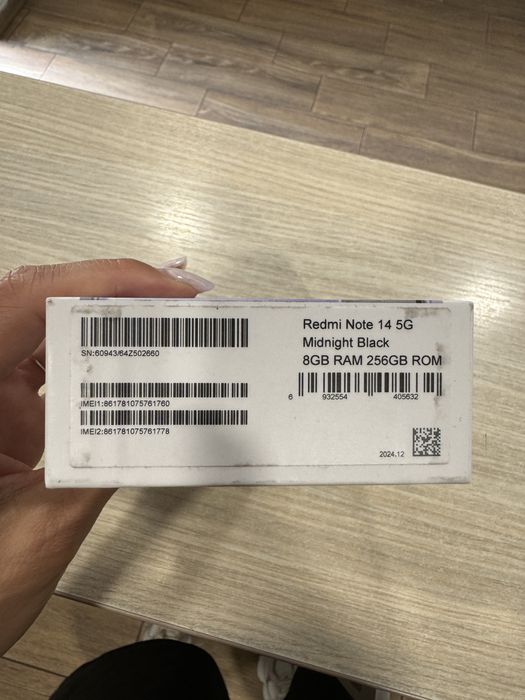 SN:60943/64Z502660
IMEI1:861781075761760
IMEI2:861781075761778
Redmi Note 14 5G
Midnight Black
8GB RAM 256GB ROM
6 932554 405632
2024.12